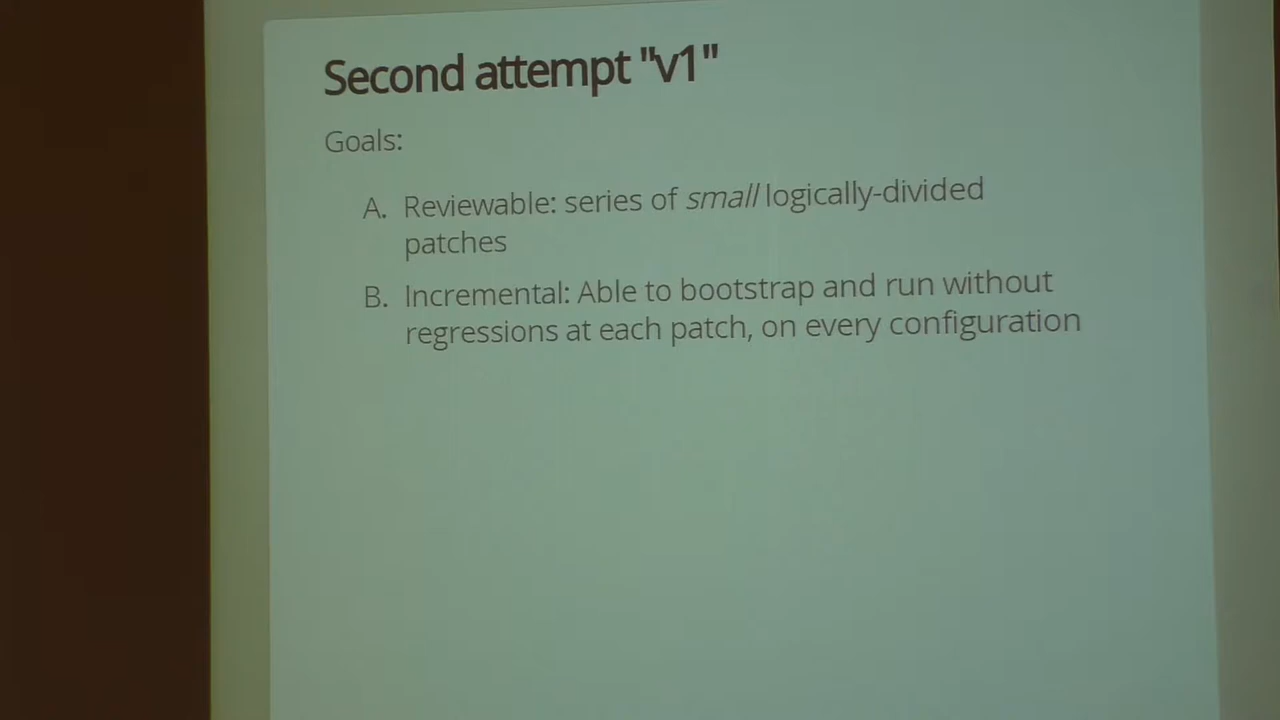 Second attempt "v1"
Goals:
A. Reviewable: series of small logically-divided
patches
B. Incremental: Able to bootstrap and run without
regressions at each patch, on every configuration